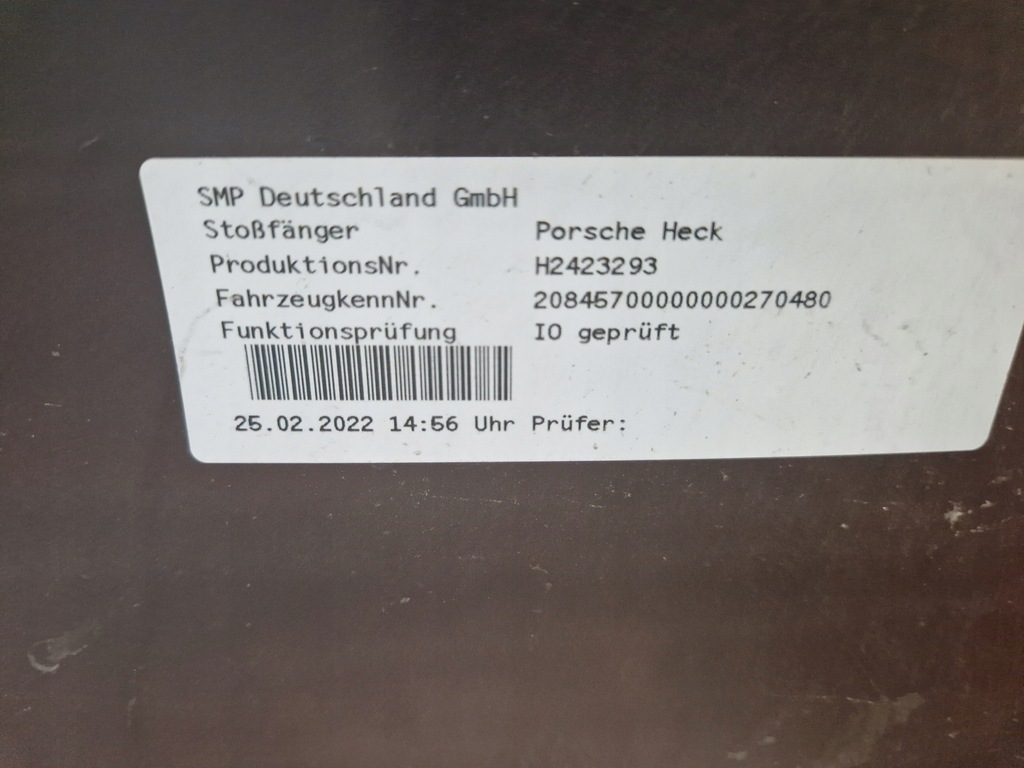 SMP Deutschland GmbH
Stoßfänger Porsche Heck
ProduktionsNr. H2423293
FahrzeugkennNr. 20845700000000270480
Funktionsprüfung IO geprüft
25.02.2022 14:56 Uhr Prüfer: